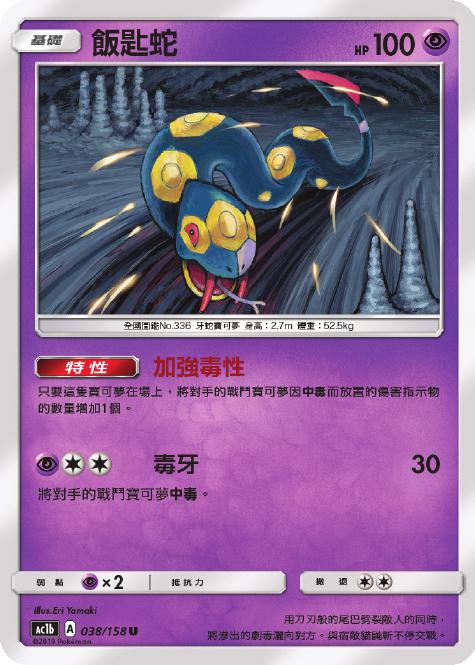 基礎 飯匙蛇 HP 100
全國圖鑑No.336 牙蛇寶可夢 身高：2.7m 體重：52.5kg
特性 加強毒性
只要這隻寶可夢在場上，將對手的戰鬥寶可夢因中毒而放置的傷害指示物
的數量增加1個。
毒牙 30
將對手的戰鬥寶可夢中毒。
弱點 ×2 抵抗力 撤退
Illus.Eri Yamaki
AC1b A 038/158 U
©2019 Pokémon
用刀刃般的尾巴劈裂敵人的同時，
將滲出的劇毒灑向對方。與宿敵貓鼬斬不停交戰。